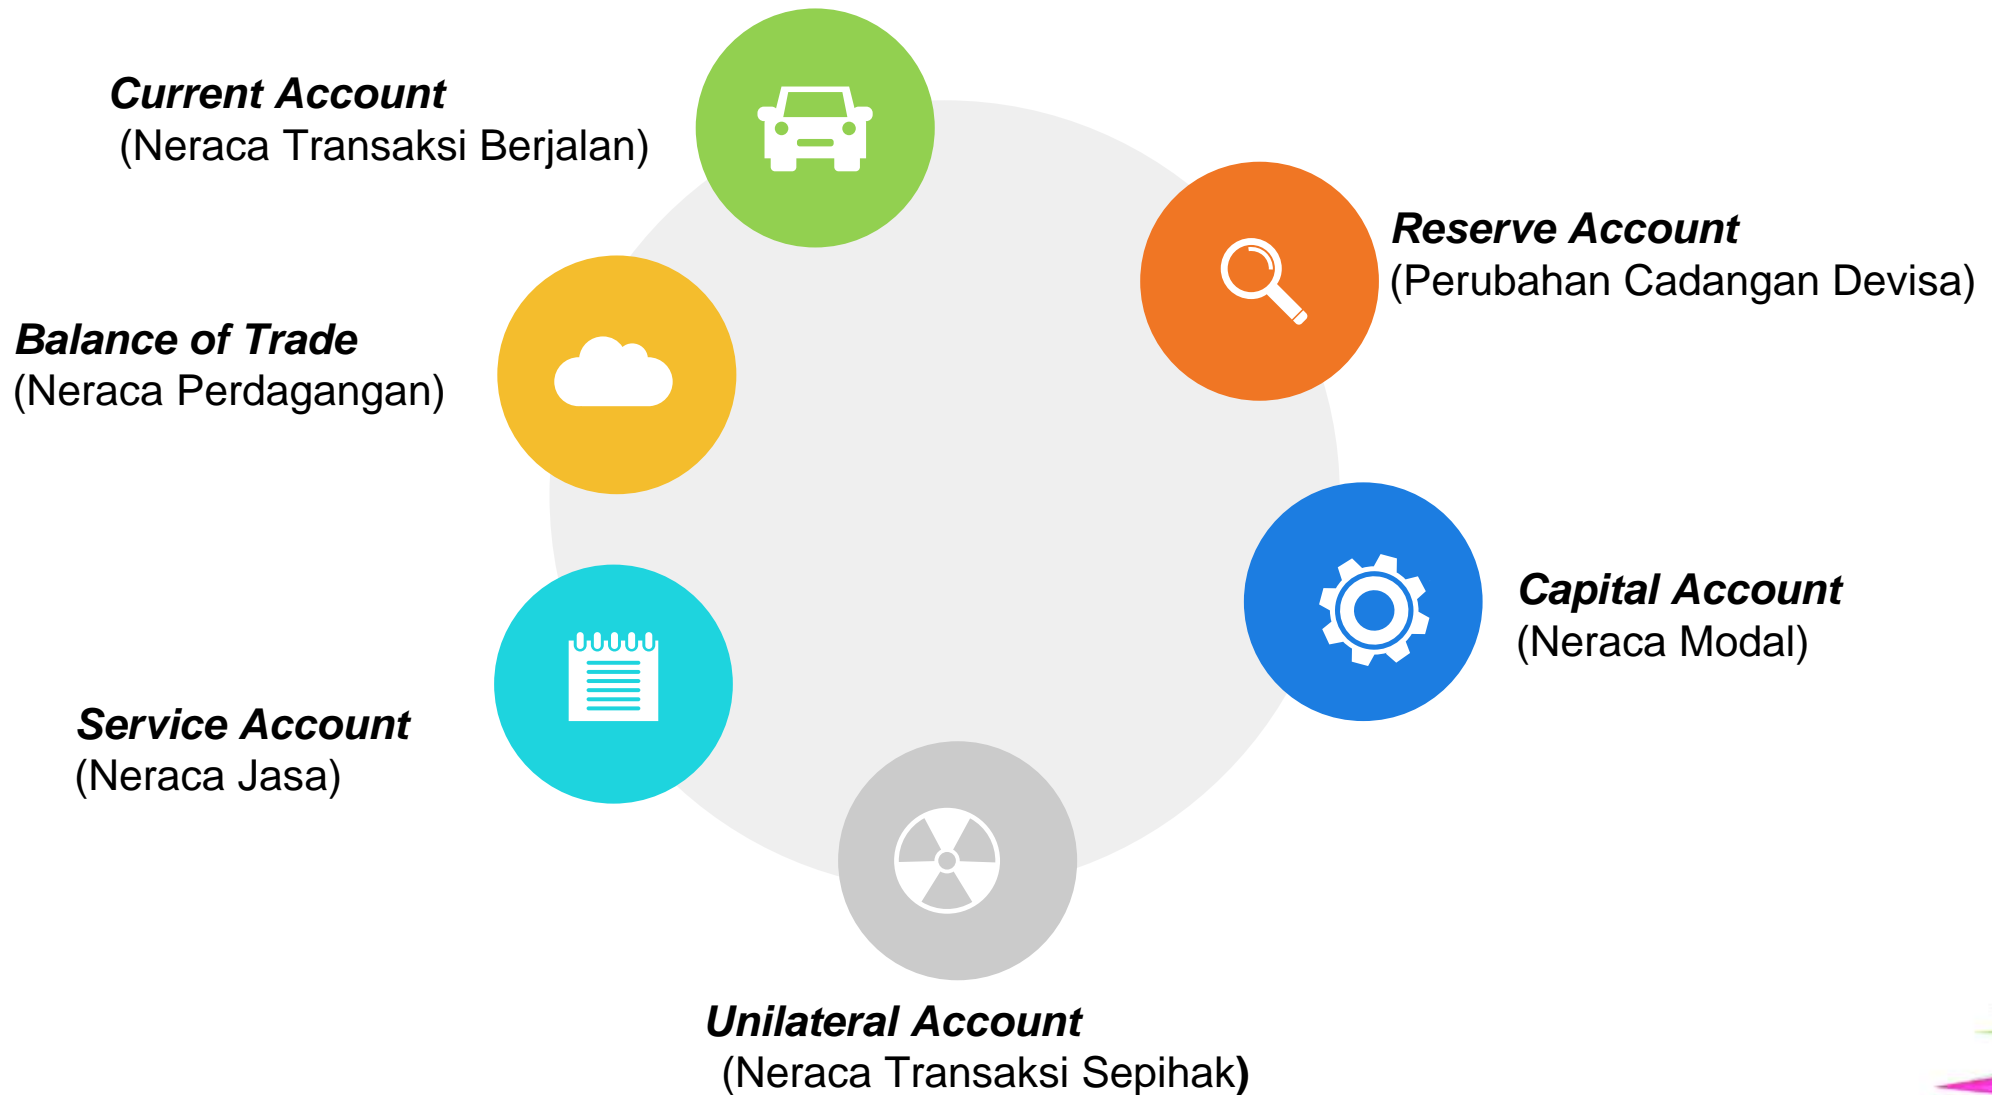 Current Account
(Neraca Transaksi Berjalan)
Reserve Account
(Perubahan Cadangan Devisa)
Balance of Trade
(Neraca Perdagangan)
Capital Account
(Neraca Modal)
Service Account
(Neraca Jasa)
Unilateral Account
(Neraca Transaksi Sepihak)